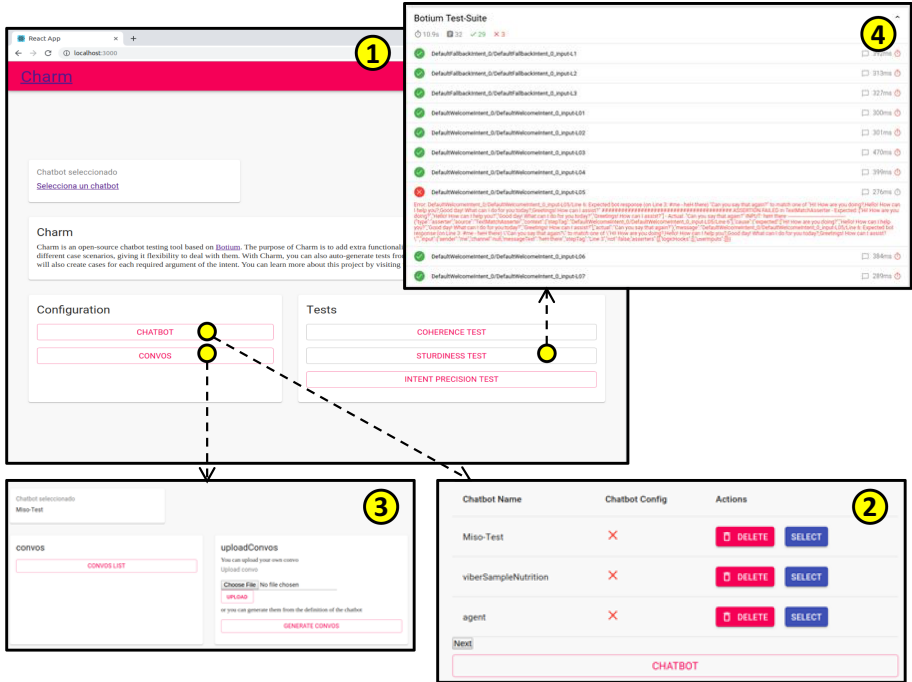 React App
localhost:3000
1
Charm
Chatbot seleccionado
Selecciona un chatbot
Charm
Charm is an open-source chatbot testing tool based on Botium. The purpose of Charm is to add extra functionali
different case scenarios, giving it flexibility to deal with them. With Charm, you can also auto-generate tests fro
will also create cases for each required argument of the intent. You can learn more about this project by visiting
Configuration
CHATBOT
CONVOS
Tests
COHERENCE TEST
STURDINESS TEST
INTENT PRECISION TEST
Botium Test-Suite
10.9s 32 29 3
4
DefaultFallbackIntent_0/DefaultFallbackIntent_0_input-L1
DefaultFallbackIntent_0/DefaultFallbackIntent_0_input-L2 313ms
DefaultFallbackIntent_0/DefaultFallbackIntent_0_input-L3 327ms
DefaultWelcomeIntent_0/DefaultWelcomeIntent_0_input-L01 300ms
DefaultWelcomeIntent_0/DefaultWelcomeIntent_0_input-L02 301ms
DefaultWelcomeIntent_0/DefaultWelcomeIntent_0_input-L03 470ms
DefaultWelcomeIntent_0/DefaultWelcomeIntent_0_input-L04 399ms
DefaultWelcomeIntent_0/DefaultWelcomeIntent_0_input-L05 276ms
DefaultWelcomeIntent_0/DefaultWelcomeIntent_0_input-L06 384ms
DefaultWelcomeIntent_0/DefaultWelcomeIntent_0_input-L07 289ms
3
Chatbot seleccionado
Miso-Test
convos
CONVOS LIST
uploadConvos
You can upload your own convo
Upload convo
Choose File No file chosen
UPLOAD
or you can generate them from the definition of the chatbot
GENERATE CONVOS
2
Chatbot Name Chatbot Config Actions
Miso-Test DELETE SELECT
viberSampleNutrition DELETE SELECT
agent DELETE SELECT
Next
CHATBOT